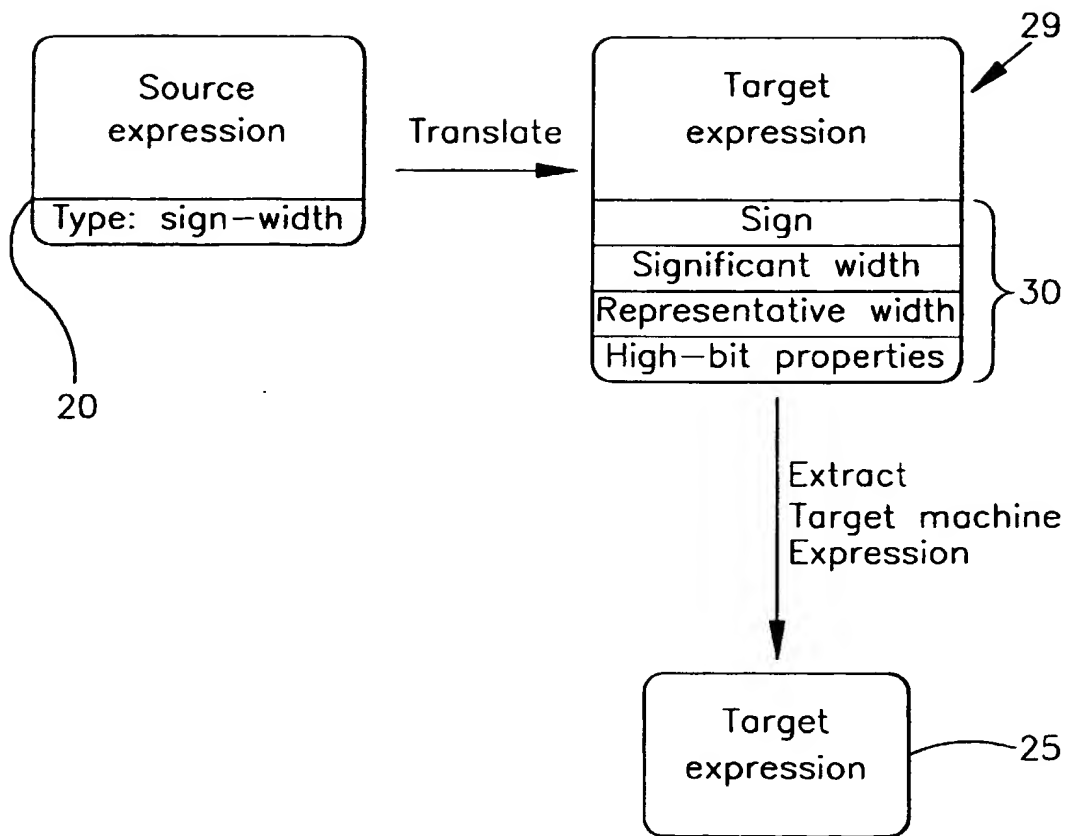 29
Source
expression
Type: sign-width
20
Translate
Target
expression
Sign
Significant width
Representative width
High-bit properties
30
Extract
Target machine
Expression
Target
expression
25